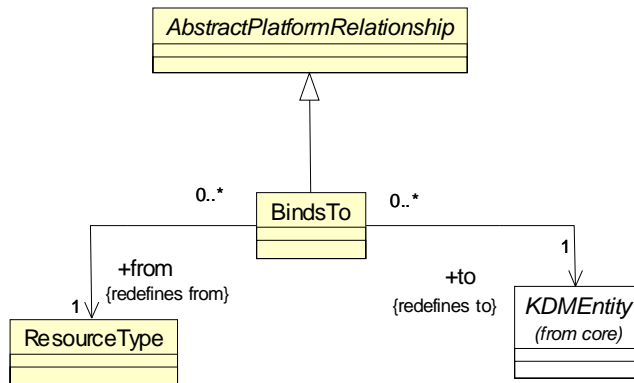 AbstractPlatformRelationship
0..*
BindsTo
0..*
+from
{redefines from}
1
ResourceType
+to
{redefines to}
1
KDMEntity
(from core)